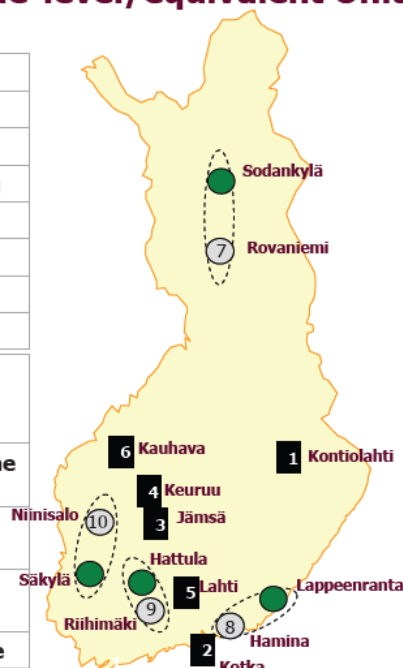 Sodankylä
7 Rovaniemi
6 Kauhava
1 Kontiolahti
4 Keuruu
Niinisalo 10
3 Jämsä
Hattula
Säkylä
5 Lahti
Lappeenranta
9
Riihimäki
8
Hamina
2
Kotka